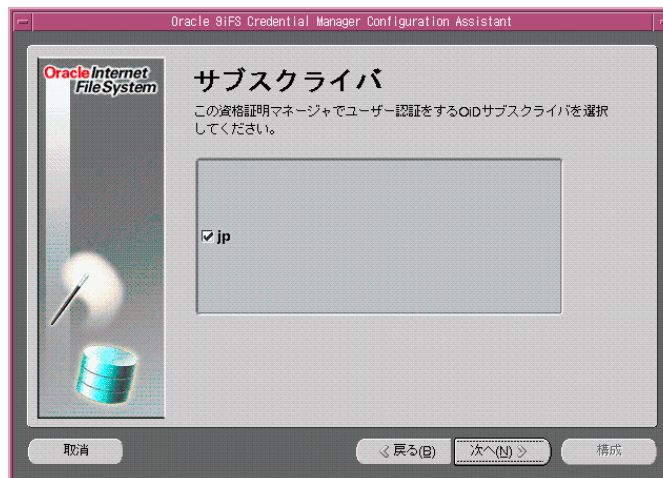 Oracle 9iFS Credential Manager Configuration Assistant
Oracle Internet
File System
サブスクライバ
この資格証明マネージャでユーザー認証をするOiDサブスクライバを選択
してください。
jp
取消
戻る(B)
次へ(N)
構成